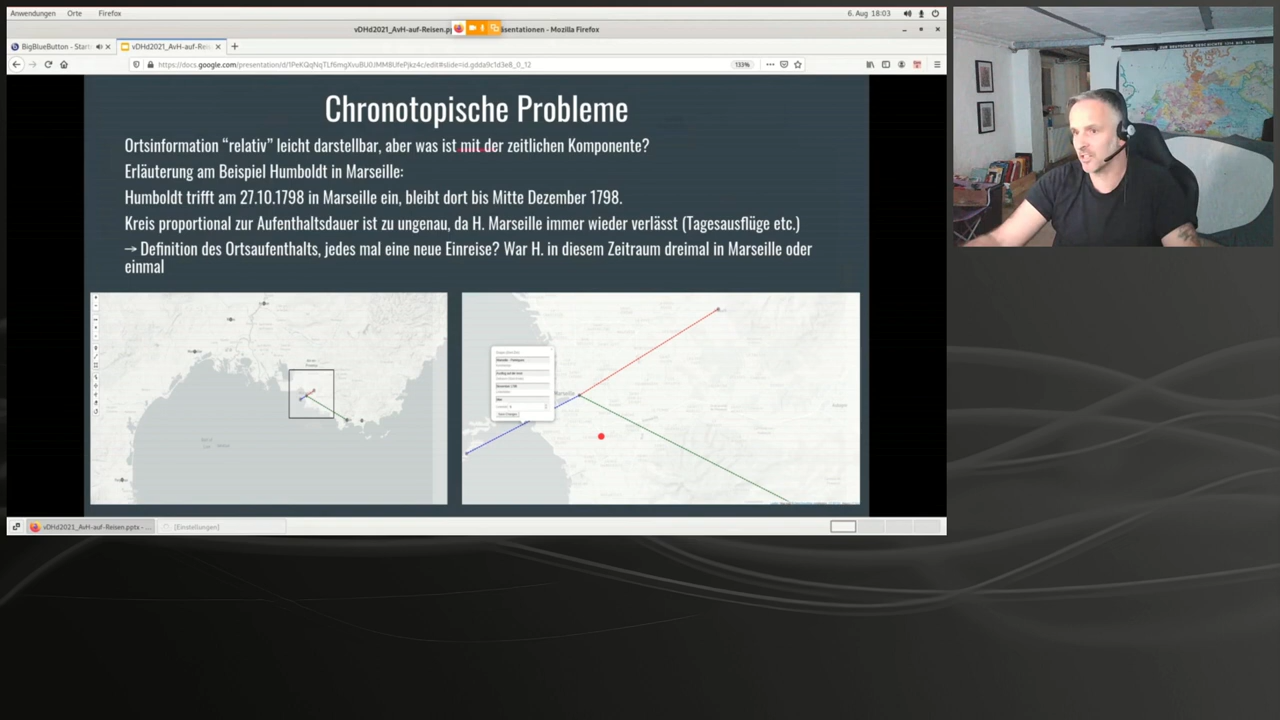 Anwendungen Orte Firefox 6. Aug 18:03
vDHd2021_AvH-auf-Reisen.pp sentationen - Mozilla Firefox
BigBlueButton - Start vDHd2021_AvH-auf-Reis
133%
Chronotopische Probleme
Ortsinformation “relativ” leicht darstellbar, aber was ist mit der zeitlichen Komponente?
Erläuterung am Beispiel Humboldt in Marseille:
Humboldt trifft am 27.10.1798 in Marseille ein, bleibt dort bis Mitte Dezember 1798.
Kreis proportional zur Aufenthaltsdauer ist zu ungenau, da H. Marseille immer wieder verlässt (Tagesausflüge etc.)
→ Definition des Ortsaufenthalts, jedes mal eine neue Einreise? War H. in diesem Zeitraum dreimal in Marseille oder
einmal
Marseille
vDHd2021_AvH-auf-Reisen.pptx - ... [Einstellungen]